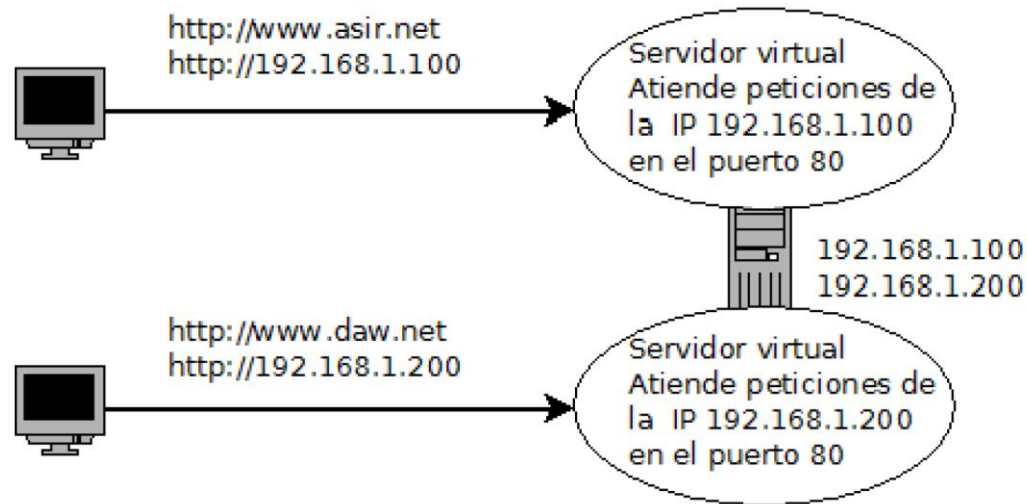 http://www.asir.net
http://192.168.1.100
Servidor virtual
Atiende peticiones de
la IP 192.168.1.100
en el puerto 80
192.168.1.100
192.168.1.200
http://www.daw.net
http://192.168.1.200
Servidor virtual
Atiende peticiones de
la IP 192.168.1.200
en el puerto 80